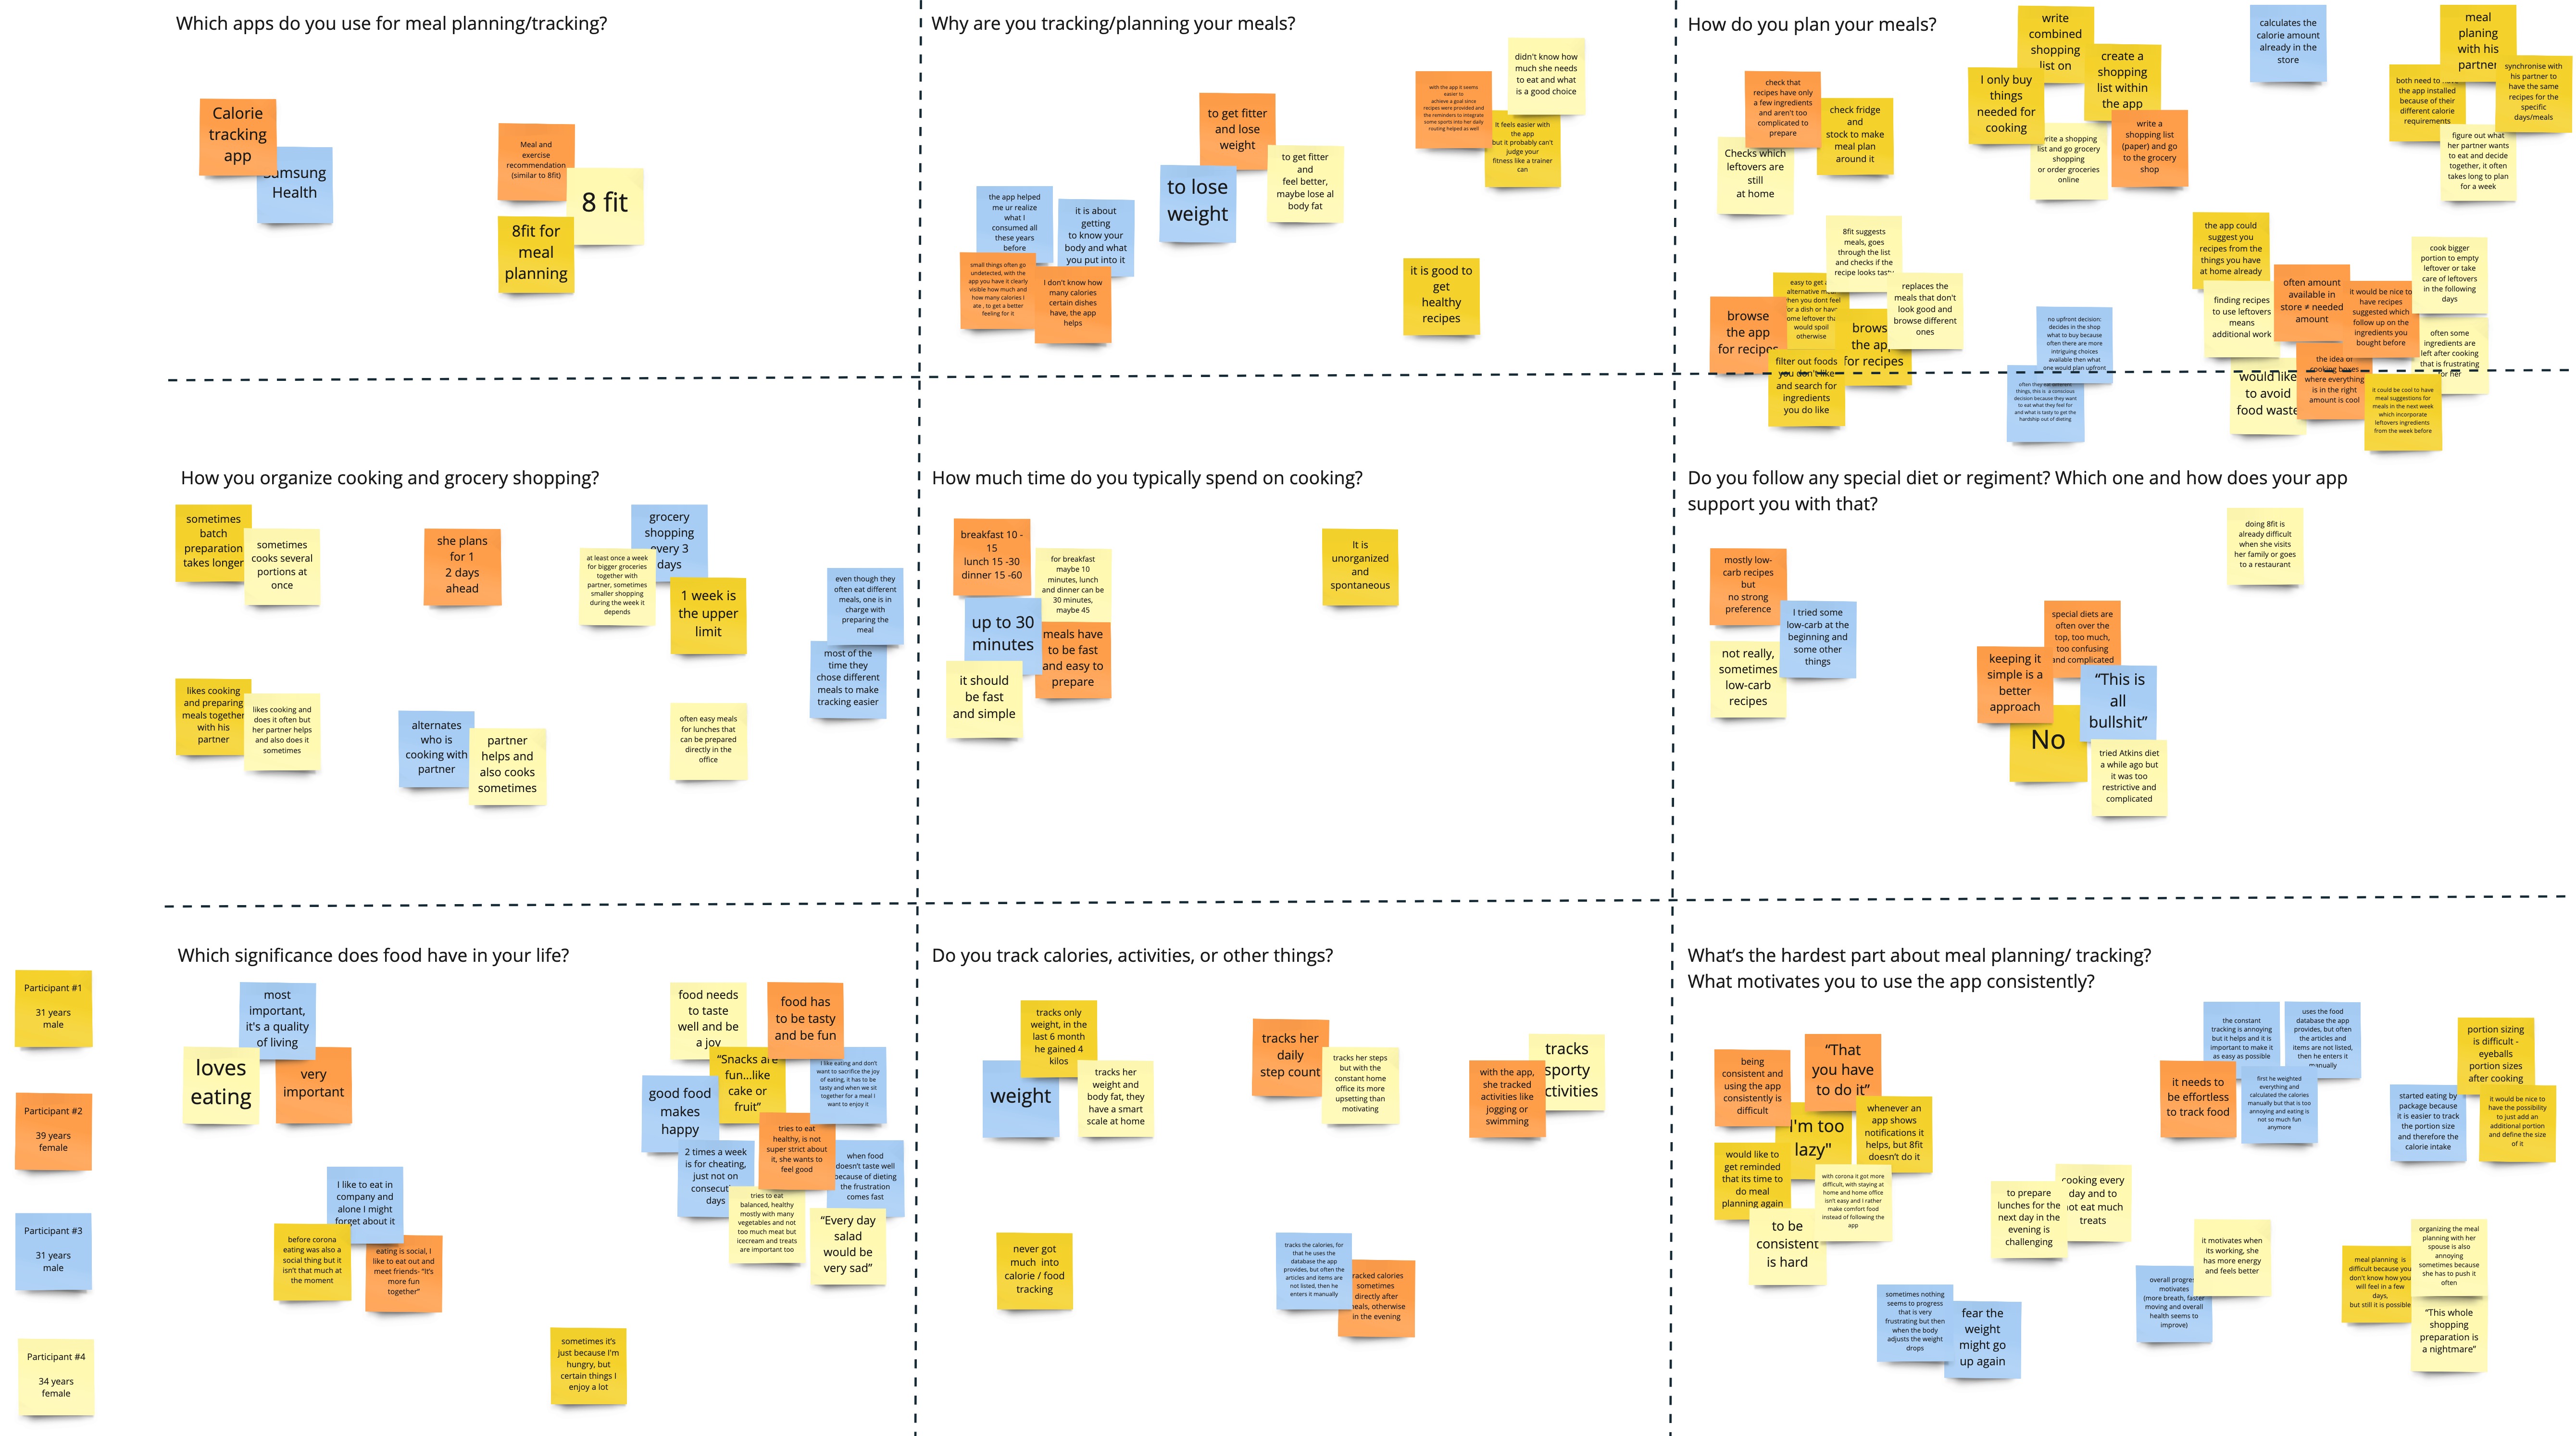 Which apps do you use for meal planning/tracking?
Calorie
tracking
app
Samsung
Health
Meal and
exercise
recommendation
(similar to 8fit)
8 fit
8fit for
meal
planning
Why are you tracking/planning your meals?
the app helped
me ur realize
what I
consumed all
these years
before
it is about
getting
to know your
body and what
you put into it
small things often go
undetected, with the
app you have it clearly
visible how much and
how many calories I
ate , to get a better
feeling for it
I don't know how
many calories
certain dishes
have, the app
helps
to get fitter
and lose
weight
to lose
weight
to get fitter
and
feel better,
maybe lose al
body fat
with the app it seems
easier to
achieve a goal since
recipes were provided and
the reminders to integrate
some sports into her daily
routing helped as well
didn't know how
much she needs
to eat and what
is a good choice
It feels easier with
the app
but it probably can't
judge your
fitness like a trainer
can
it is good to
get
healthy
recipes
How do you plan your meals?
check that
recipes have only
a few ingredients
and aren't too
complicated to
prepare
check fridge
and
stock to make
meal plan
around it
Checks which
leftovers are
still
at home
write
combined
shopping
list on
create a
shopping
list within
the app
I only buy
things
needed for
cooking
write a shopping
list and go grocery
shopping
or order groceries
online
write a
shopping list
(paper) and go
to the grocery
shop
calculates the
calorie amount
already in the
store
meal
planing
with his
partner
both need to have
the app installed
because of their
different calorie
requirements
synchronise with
his partner to
have the same
recipes for the
specific
days/meals
figure out what
her partner wants
to eat and decide
together, it often
takes long to plan
for a week
8fit suggests
meals, goes
through the list
and checks if the
recipe looks tasty
easy to get
alternative
when you dont feel
for a dish or have
some leftover
would spoil
otherwise
replaces the
meals that don't
look good and
browse different
ones
browse
the app
for recipes
browse
the app
for recipes
filter out foods
you don't like
and search for
ingredients
you do like
no upfront decision:
decides in the shop
what to buy because
often there are more
intriguing choices
available then what
one would plan upfront
often they eat different
things, this is a conscious
decision because they want
to eat what they feel for
and what is tasty to get the
hardship out of dieting
the app could
suggest you
recipes from the
things you have
at home already
finding recipes
to use leftovers
means
additional work
often amount
available in
store ≠ needed
amount
it would be nice to
have recipes
suggested which
follow up on the
ingredients you
bought before
cook bigger
portion to empty
leftover or take
care of leftovers
in the following
days
often some
ingredients are
left after cooking
that is frustrating
for her
would like
to avoid
food waste
the idea of
cooking boxes
where everything
is in the right
amount is cool
it could be cool to have
meal suggestions for
meals in the next week
which incorporate
leftovers ingredients
from the week before
How you organize cooking and grocery shopping?
sometimes
batch
preparation
takes longer
sometimes
cooks several
portions at
once
she plans
for 1
2 days
ahead
grocery
shopping
every 3
days
at least once a week
for bigger groceries
together with
partner, sometimes
smaller shopping
during the week it
depends
1 week is
the upper
limit
even though they
often eat different
meals, one is in
charge with
preparing the
meal
most of the
time they
chose different
meals to make
tracking easier
likes cooking
and preparing
meals together
with his
partner
likes cooking and
does it often but
her partner helps
and also does it
sometimes
alternates
who is
cooking with
partner
partner
helps and
also cooks
sometimes
often easy meals
for lunches that
can be prepared
directly in the
office
How much time do you typically spend on cooking?
breakfast 10 -
15
lunch 15 -30
dinner 15 -60
for breakfast
maybe 10
minutes, lunch
and dinner can be
30 minutes,
maybe 45
up to 30
minutes
meals have
to be fast
and easy to
prepare
it should
be fast
and simple
It is
unorganized
and
spontaneous
Do you follow any special diet or regiment? Which one and how does your app
support you with that?
mostly low-
carb recipes
but
no strong
preference
I tried some
low-carb at the
beginning and
some other
things
not really,
sometimes
low-carb
recipes
special diets are
often over the
top, too much,
too confusing
and complicated
keeping it
simple is a
better
approach
“This is
all
bullshit”
No
tried Atkins diet
a while ago but
it was too
restrictive and
complicated
doing 8fit is
already difficult
when she visits
her family or goes
to a restaurant
Participant #1
31 years
male
Participant #2
39 years
female
Participant #3
31 years
male
Participant #4
34 years
female
Which significance does food have in your life?
most
important,
it's a quality
of living
loves
eating
very
important
I like to eat in
company and
alone I might
forget about it
before corona
eating was also a
social thing but it
isn't that much at
the moment
eating is social, I
like to eat out and
meet friends- “it's
more fun
together”
food needs
to taste
well and be
a joy
food has
to be tasty
and be fun
“Snacks are
fun...like
cake or
fruit”
I like eating and don't
want to sacrifice the joy
of eating, it has to be
tasty and when we sit
together for a meal I
want to enjoy it
good food
makes
happy
tries to eat
healthy, is not
super strict about
it, she wants to
feel good
2 times a week
is for cheating,
just not on
consecutive
days
when food
doesn't taste well
because of dieting
the frustration
comes fast
tries to eat
balanced, healthy
mostly with many
vegetables and not
too much meat but
icecream and treats
are important too
“Every day
salad
would be
very sad”
sometimes it's
just because I'm
hungry, but
certain things I
enjoy a lot
Do you track calories, activities, or other things?
tracks only
weight, in the
last 6 month
he gained 4
kilos
weight
tracks her
weight and
body fat, they
have a smart
scale at home
tracks her
daily
step count
tracks her steps
but with the
constant home
office its more
upsetting than
motivating
tracks
sporty
activities
with the app,
she tracked
activities like
jogging or
swimming
never got
much into
calorie / food
tracking
tracks the calories, for
that he uses the
database the app
provides, but often the
articles and items are
not listed, then he
enters it manually
tracked calories
sometimes
directly after
meals, otherwise
in the evening
What's the hardest part about meal planning/ tracking?
What motivates you to use the app consistently?
being
consistent and
using the app
consistently is
difficult
“That
you have
to do it”
I'm too
lazy"
whenever an
app shows
notifications it
helps, but 8fit
doesn't do it
would like to
get reminded
that its time to
do meal
planning again
with corona it got more
difficult, with staying at
home and home office
isn't easy and I rather
make comfort food
instead of following the
app
to be
consistent
is hard
sometimes nothing
seems to progress
that is very
frustrating but then
when the body
adjusts the weight
drops
fear the
weight
might go
up again
to prepare
lunches for the
next day in the
evening is
challenging
cooking every
day and to
not eat much
treats
the constant
tracking is annoying
but it helps and it is
important to make it
as easy as possible
uses the food
database the app
provides, but often
the articles and
items are not listed,
then he enters it
manually
it needs to
be effortless
to track food
first he weighted
everything and
calculated the calories
manually but that is too
annoying and eating is
not so much fun
anymore
portion sizing
is difficult -
eyeballs
portion sizes
after cooking
started eating by
package because
it is easier to track
the portion size
and therefore the
calorie intake
it would be nice to
have the possibility
to just add an
additional portion
and define the size
of it
it motivates when
its working, she
has more energy
and feels better
overall progress
motivates
(more breath, faster
moving and overall
health seems to
improve)
organizing the meal
planning with her
spouse is also
annoying
sometimes because
she has to push it
often
meal planning is
difficult because you
don't know how you
will feel in a few
days,
but still it is possible
“This whole
shopping
preparation is
a nightmare”